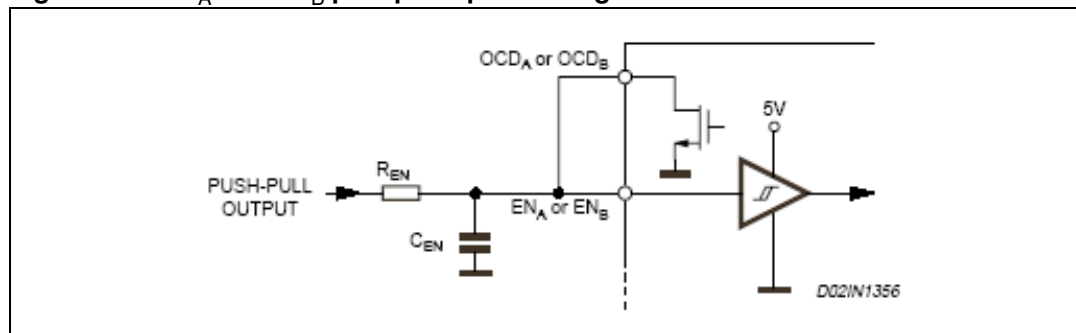 OCDA or OCDB
5V
REN
PUSH-PULL
OUTPUT
ENA or ENB
CEN
D02IN1356